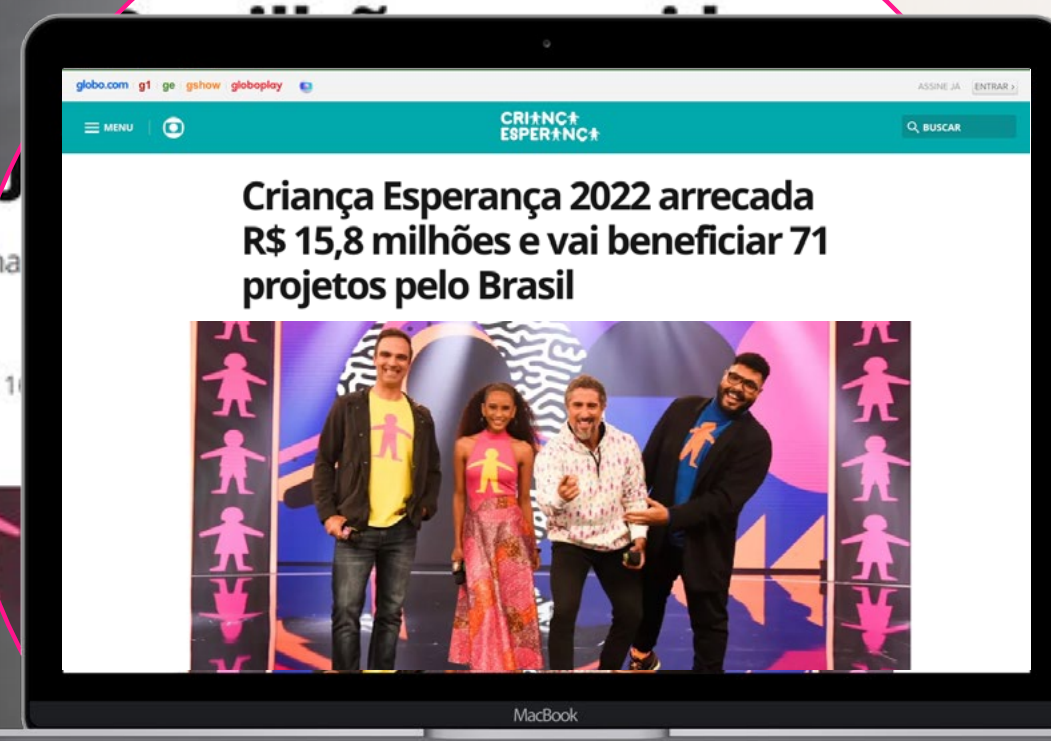 globo.com g1 ge gshow globoplay
ASSINE JÁ ENTRAR >
MENU
CRIANÇA
ESPERANÇA
BUSCAR
Criança Esperança 2022 arrecada
R$ 15,8 milhões e vai beneficiar 71
projetos pelo Brasil
MacBook